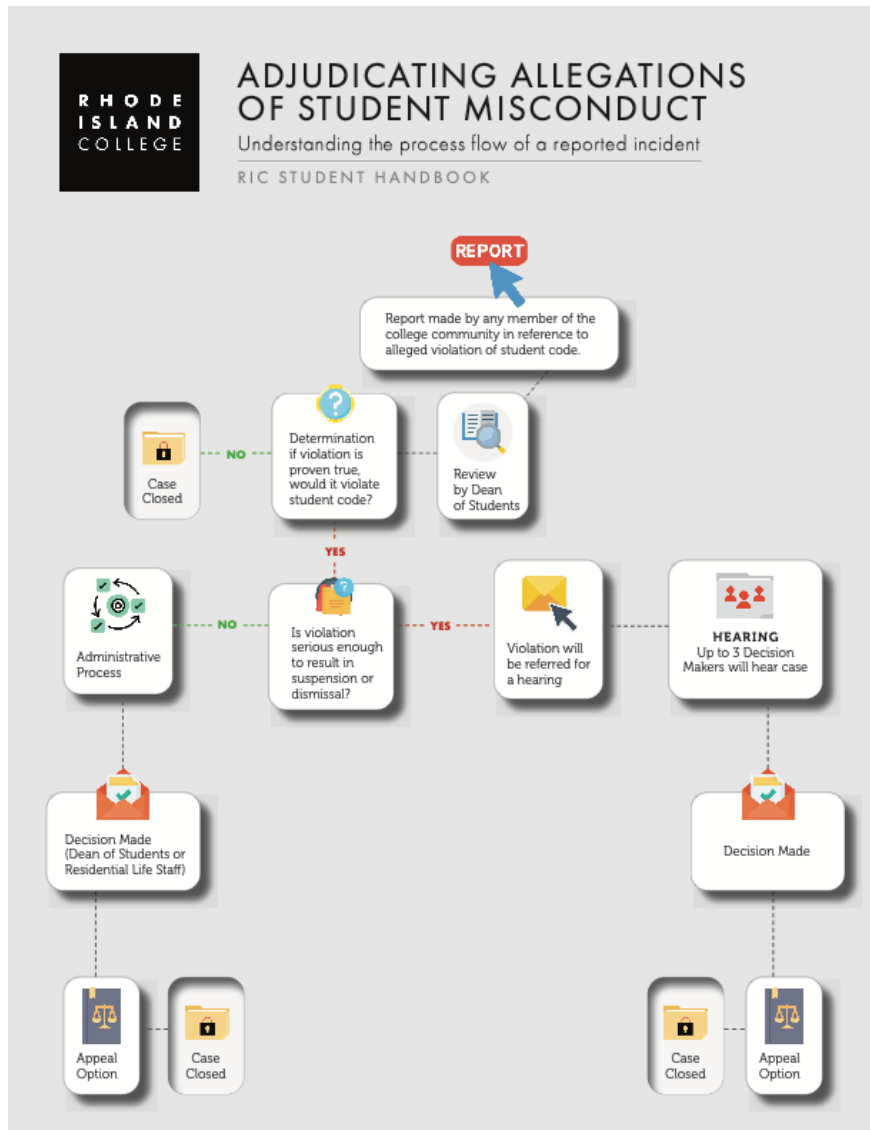 RHODE
ISLAND
COLLEGE
ADJUDICATING ALLEGATIONS
OF STUDENT MISCONDUCT
Understanding the process flow of a reported incident
RIC STUDENT HANDBOOK
REPORT
Report made by any member of the
college community in reference to
alleged violation of student code.
Case
Closed
NO
Determination
if violation is
proven true,
would it violate
student code?
Review
by Dean
of Students
YES
Administrative
Process
NO
Is violation
serious enough
to result in
suspension or
dismissal?
YES
Violation will
be referred for
a hearing
HEARING
Up to 3 Decision
Makers will hear case
Decision Made
(Dean of Students or
Residential Life Staff)
Decision Made
Appeal
Option
Case
Closed
Case
Closed
Appeal
Option